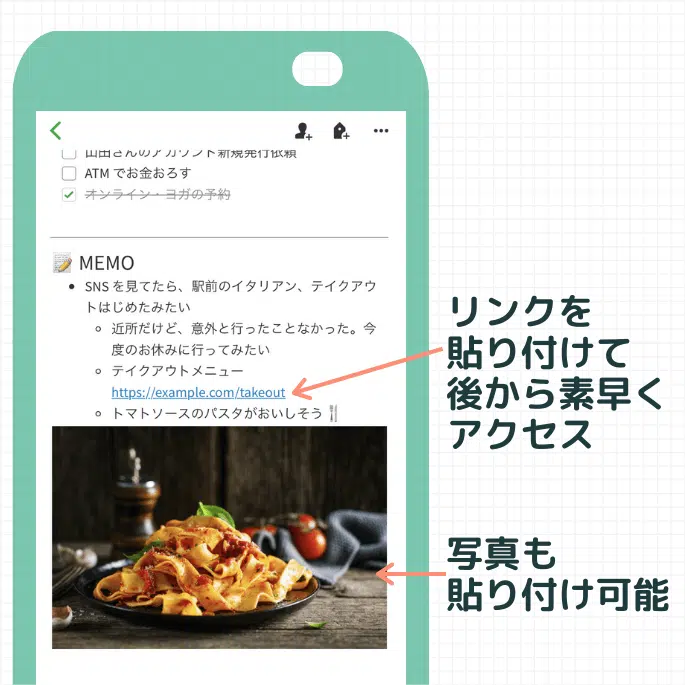 山田さんのアカウント新規発行依頼
ATM でお金おろす
オンライン・ヨガの予約
📝 MEMO
• SNS を見てたら、駅前のイタリアン、テイクアウ
トはじめたみたい
◦ 近所だけど、意外と行ったことなかった。今
度のお休みに行ってみたい
◦ テイクアウトメニュー
https://example.com/takeout
◦ トマトソースのパスタがおいしそう🍴
リンクを
貼り付けて
後から素早く
アクセス
写真も
貼り付け可能